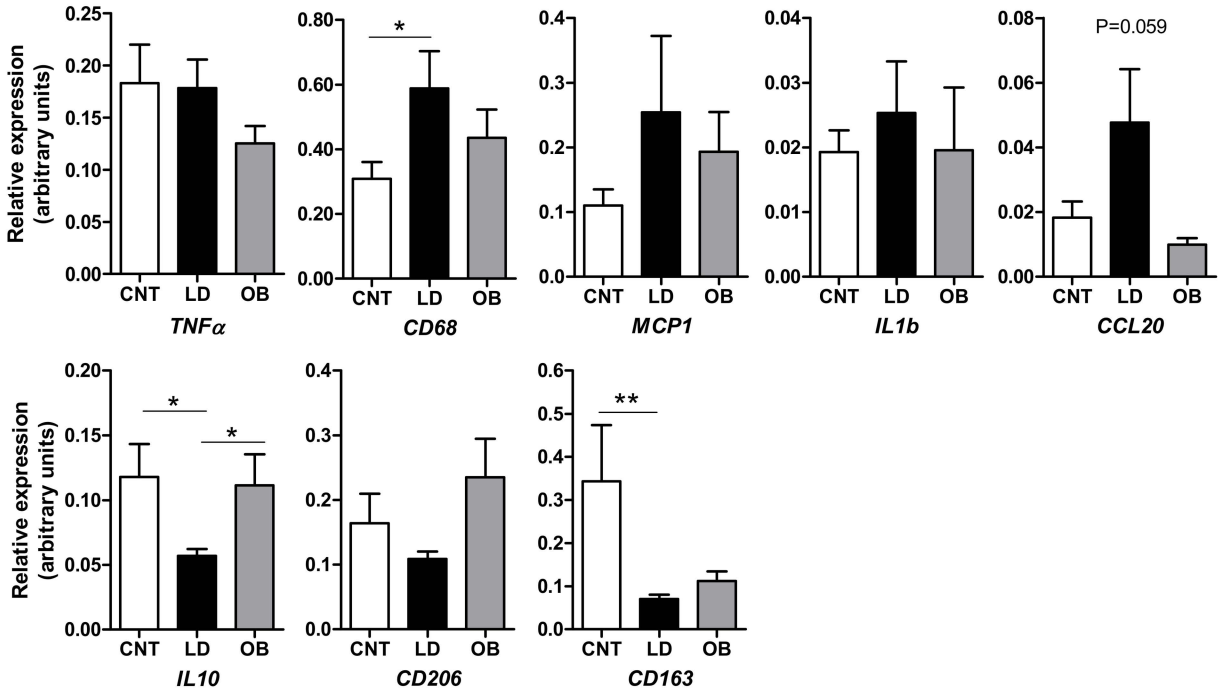 Relative expression
(arbitrary units)
0.25
0.20
0.15
0.10
0.05
0.00
CNT LD OB
TNFα
0.80
0.60
0.40
0.20
0.00
*
CNT LD OB
CD68
0.4
0.3
0.2
0.1
0.0
CNT LD OB
MCP1
0.04
0.03
0.02
0.01
0.00
CNT LD OB
IL1b
0.08
0.06
0.04
0.02
0.00
P=0.059
CNT LD OB
CCL20
Relative expression
(arbitrary units)
0.20
0.15
0.10
0.05
0.00
*
*
CNT LD OB
IL10
0.4
0.3
0.2
0.1
0.0
CNT LD OB
CD206
0.6
0.5
0.4
0.3
0.2
0.1
0.0
**
CNT LD OB
CD163